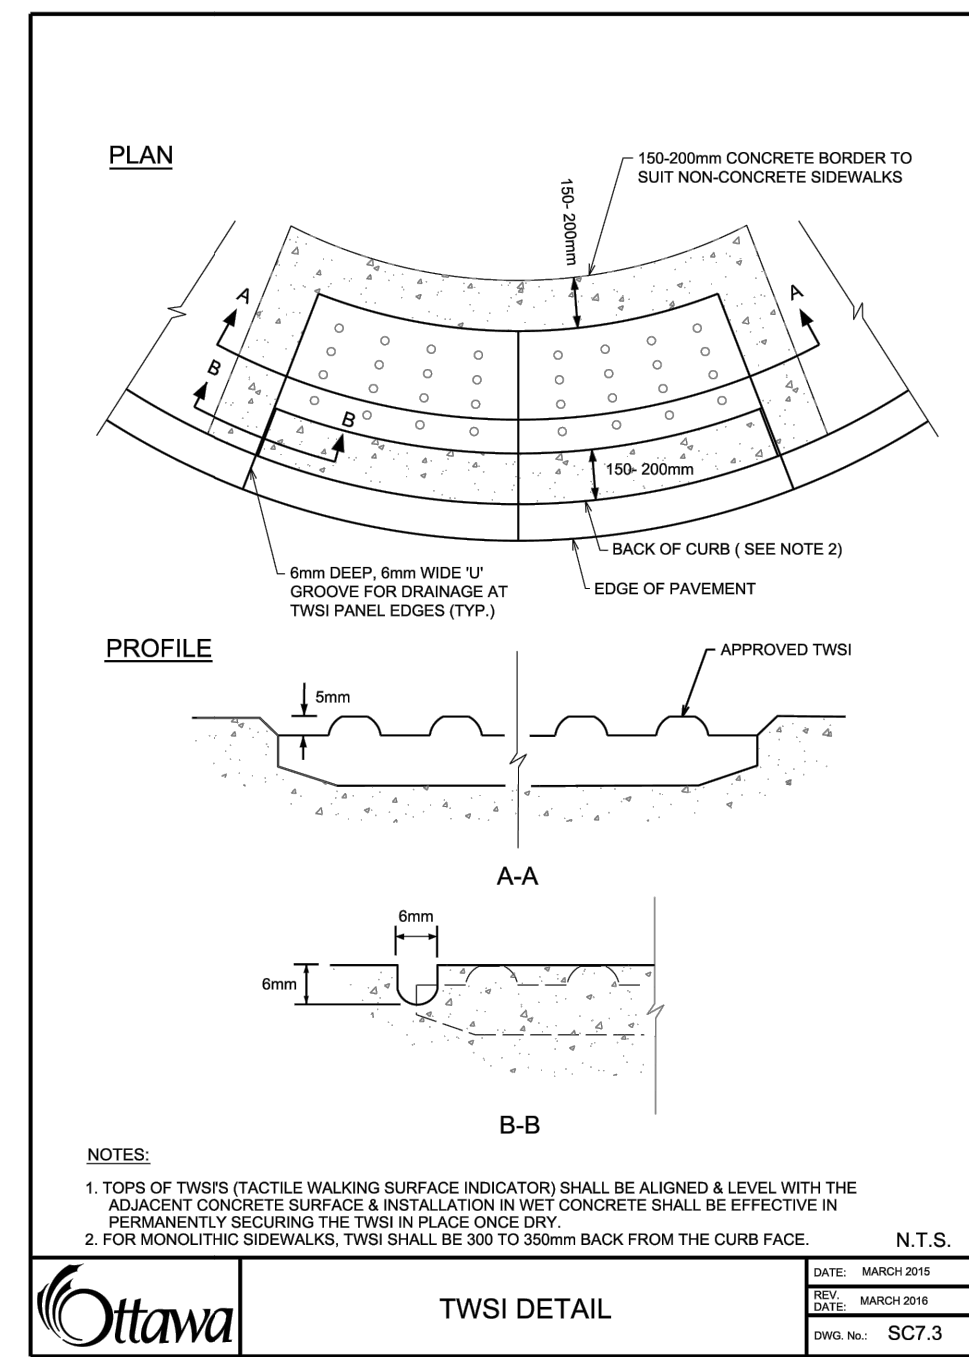 PLAN
150-200mm CONCRETE BORDER TO
SUIT NON-CONCRETE SIDEWALKS
150- 200mm
A
A
B
B
150- 200mm
BACK OF CURB ( SEE NOTE 2)
EDGE OF PAVEMENT
6mm DEEP, 6mm WIDE 'U'
GROOVE FOR DRAINAGE AT
TWSI PANEL EDGES (TYP.)
PROFILE
APPROVED TWSI
5mm
A-A
6mm
6mm
B-B
NOTES:
1. TOPS OF TWSI'S (TACTILE WALKING SURFACE INDICATOR) SHALL BE ALIGNED & LEVEL WITH THE
ADJACENT CONCRETE SURFACE & INSTALLATION IN WET CONCRETE SHALL BE EFFECTIVE IN
PERMANENTLY SECURING THE TWSI IN PLACE ONCE DRY.
2. FOR MONOLITHIC SIDEWALKS, TWSI SHALL BE 300 TO 350mm BACK FROM THE CURB FACE.
N.T.S.
Ottawa
TWSI DETAIL
DATE: MARCH 2015
REV.
DATE: MARCH 2016
DWG. No.: SC7.3